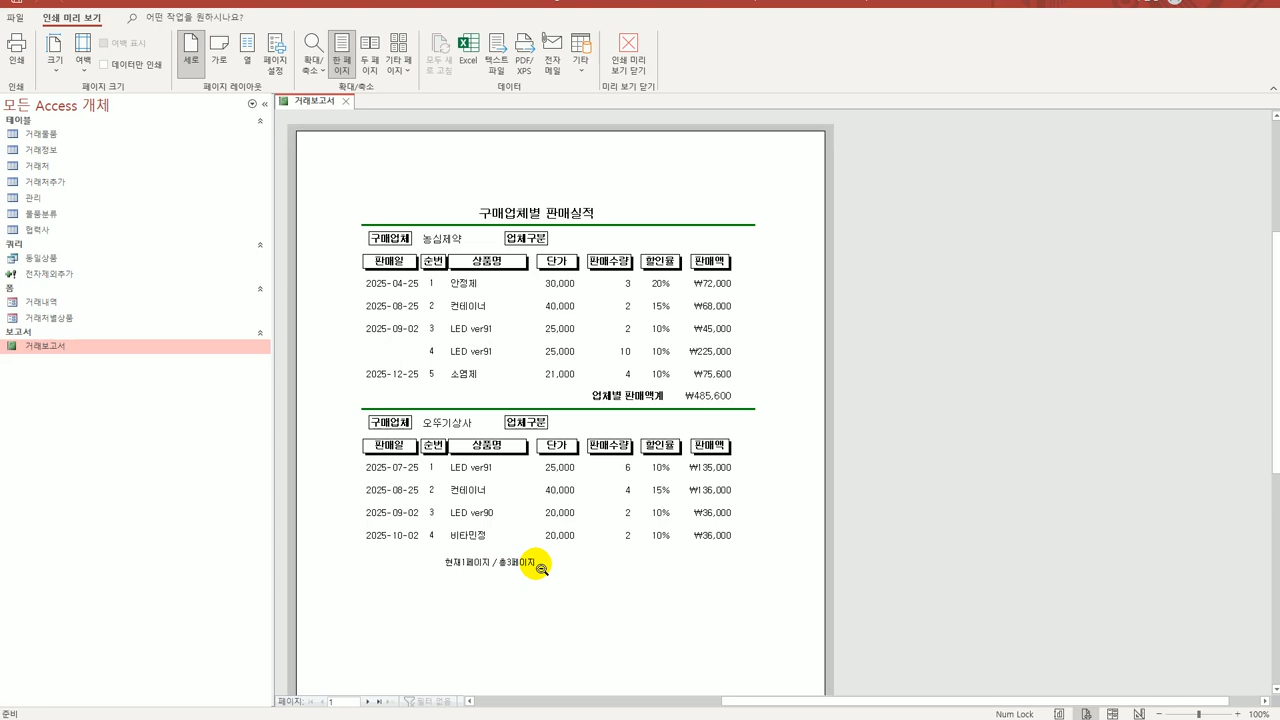 파일 인쇄 미리 보기 어떤 작업을 원하시나요?
인쇄 크기 여백 여백 표시 데이터만 인쇄 세로 가로 열 페이지 설정 확대/축소 한 페이지 두 페이지 기타 페이지 모두 새로 고침 Excel 텍스트 파일 PDF/XPS 전자 메일 기타 인쇄 미리 보기 닫기
인쇄 페이지 크기 페이지 레이아웃 확대/축소 데이터 미리 보기 닫기
모든 Access 개체
거래보고서
테이블
거래물품
거래정보
거래처
거래처추가
관리
물품분류
협력사
쿼리
동일상품
전자제외추가
폼
거래내역
거래처별상품
보고서
거래보고서
구매업체별 판매실적
구매업체 농심제약 업체구분
판매일 순번 상품명 단가 판매수량 할인율 판매액
2025-04-25 1 안정제 30,000 3 20% ₩72,000
2025-08-25 2 컨테이너 40,000 2 15% ₩68,000
2025-09-02 3 LED ver91 25,000 2 10% ₩45,000
4 LED ver91 25,000 10 10% ₩225,000
2025-12-25 5 소염제 21,000 4 10% ₩75,600
업체별 판매액계 ₩485,600
구매업체 오뚜기상사 업체구분
판매일 순번 상품명 단가 판매수량 할인율 판매액
2025-07-25 1 LED ver91 25,000 6 10% ₩135,000
2025-08-25 2 컨테이너 40,000 4 15% ₩136,000
2025-09-02 3 LED ver90 20,000 2 10% ₩36,000
2025-10-02 4 비타민정 20,000 2 10% ₩36,000
현재1페이지 / 총3페이지
페이지: 1 필터 없음
준비 Num Lock 100%